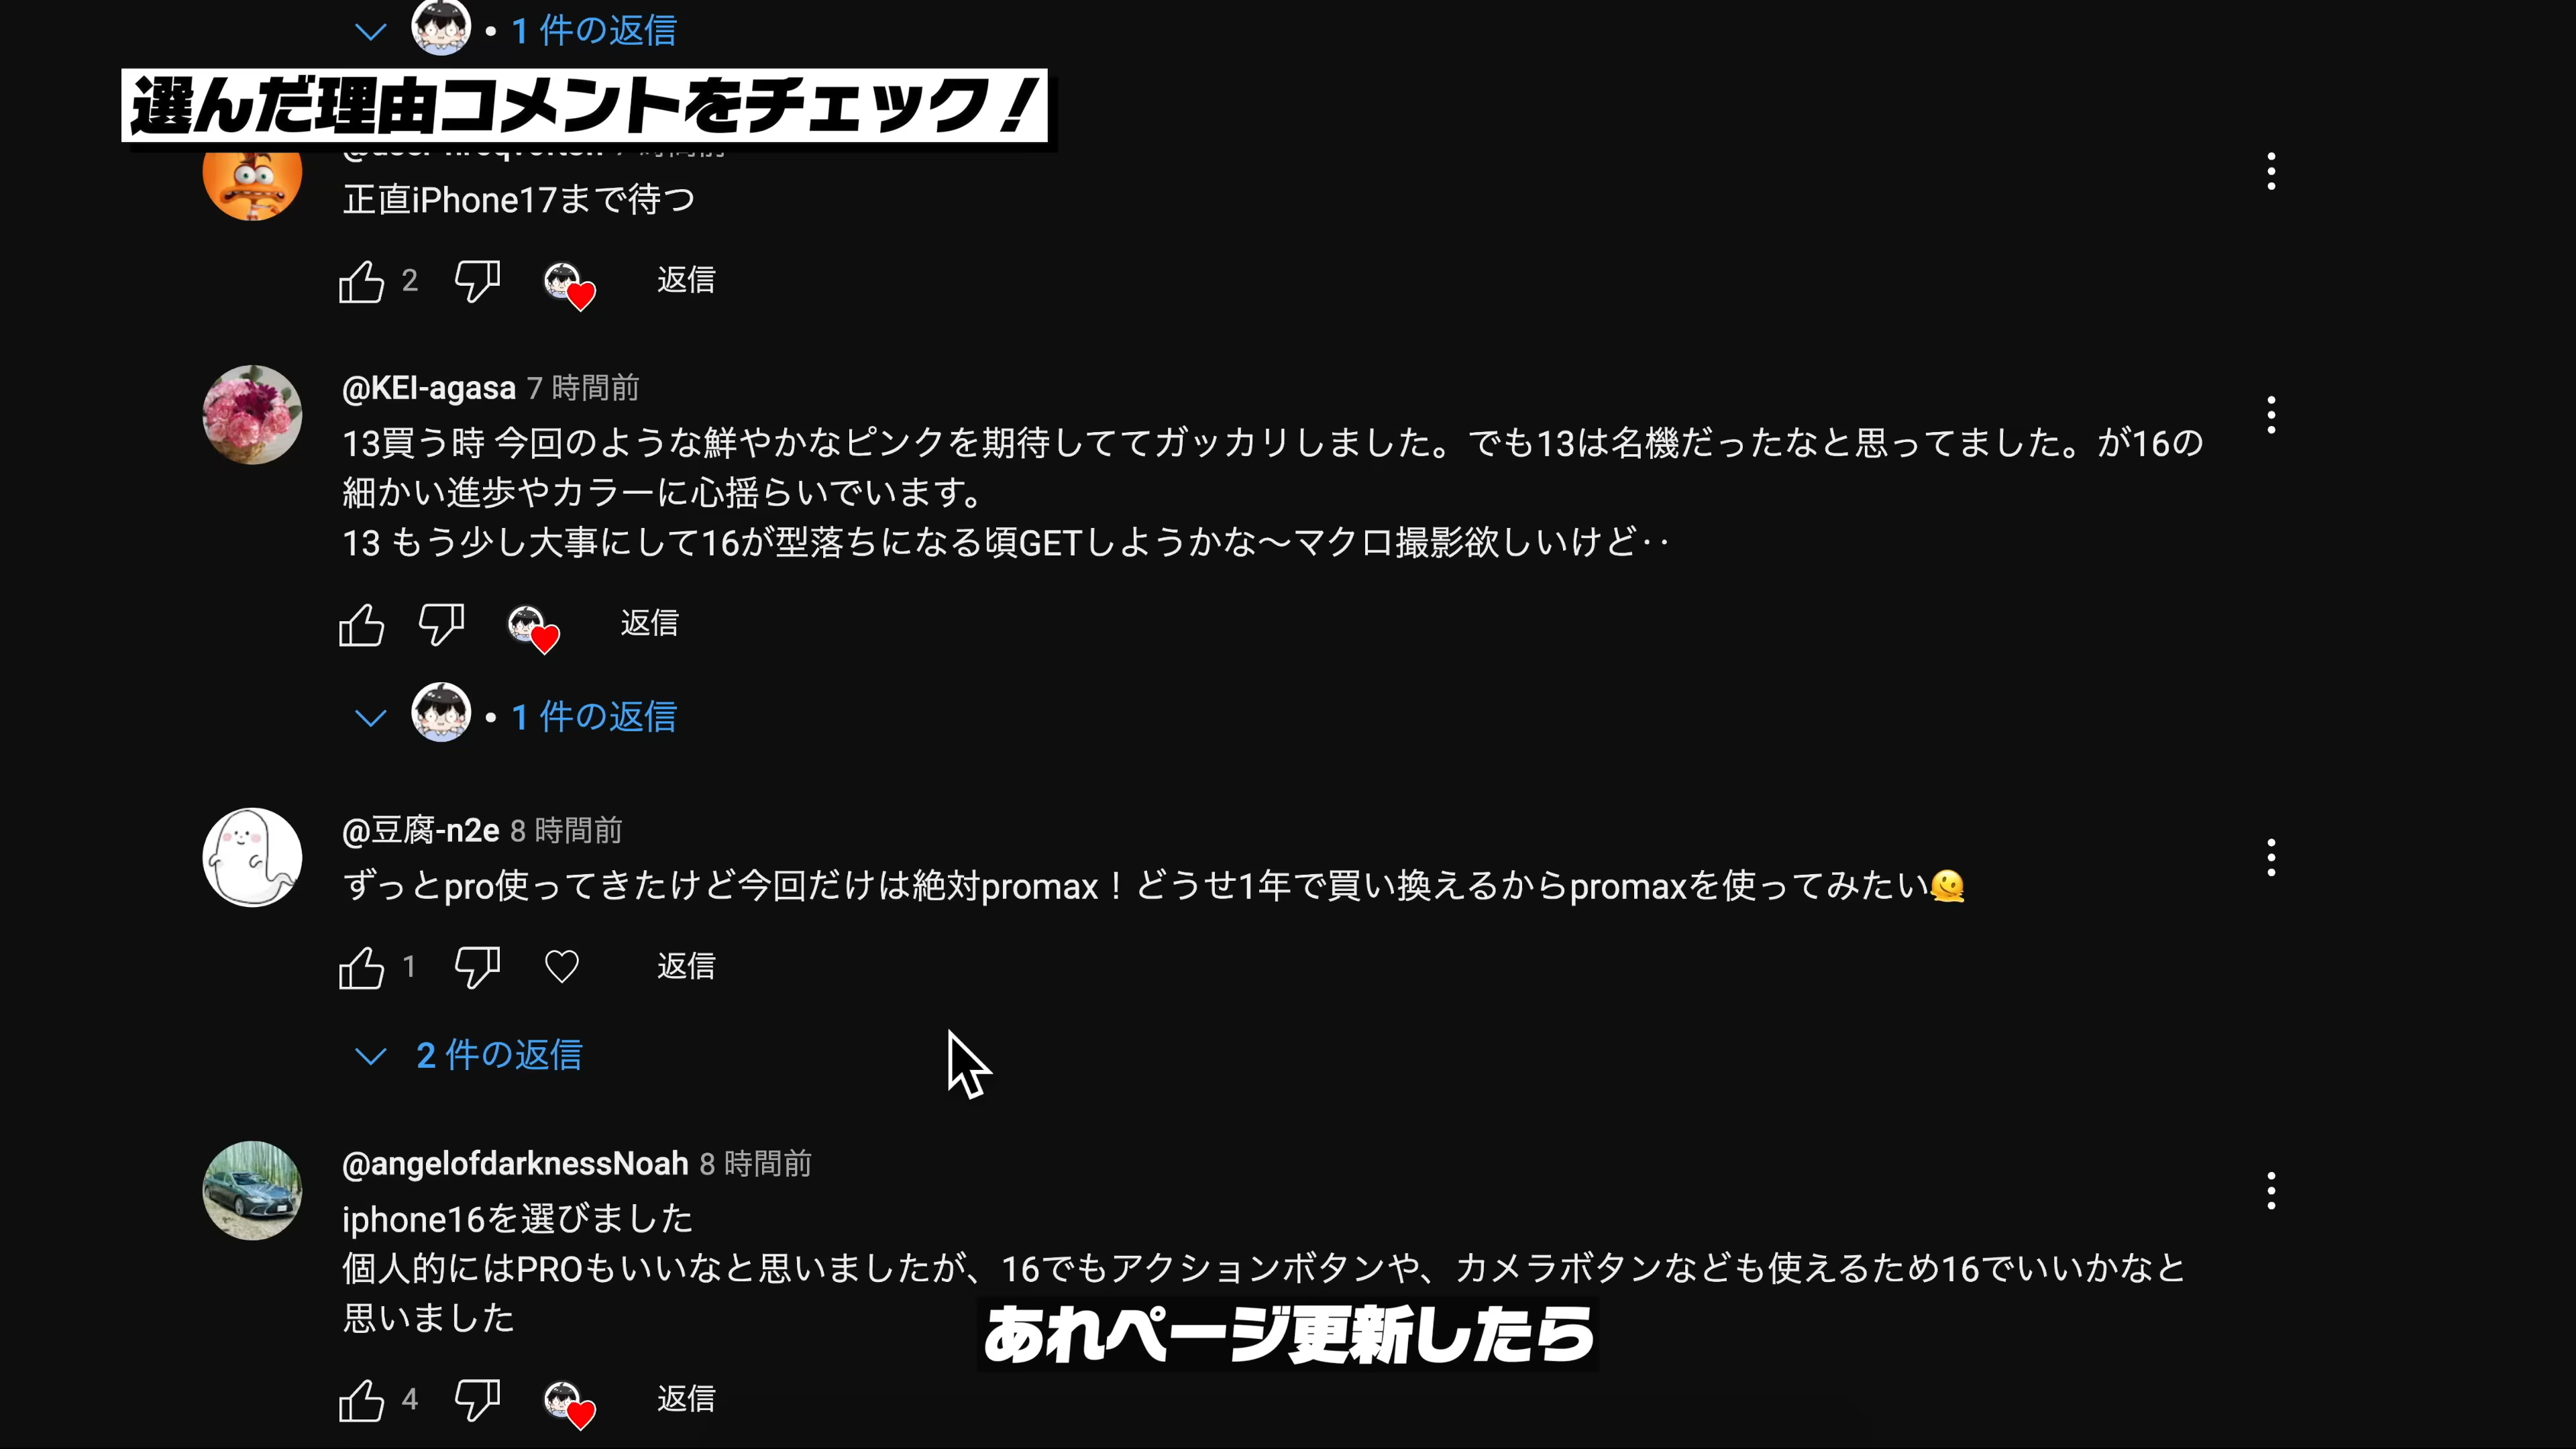 1 件の返信
選んだ理由コメントをチェック！
時間前
正直iPhone17まで待つ
2 返信
@KEI-agasa 7 時間前
13買う時 今回のような鮮やかなピンクを期待しててガッカリしました。でも13は名機だったなと思ってました。が16の
細かい進歩やカラーに心揺らいでいます。
13 もう少し大事にして16が型落ちになる頃GETしようかな〜マクロ撮影欲しいけど‥
返信
1 件の返信
@豆腐-n2e 8 時間前
ずっとpro使ってきたけど今回だけは絶対promax！どうせ1年で買い換えるからpromaxを使ってみたい🫠
1 返信
2 件の返信
@angelofdarknessNoah 8 時間前
iphone16を選びました
個人的にはPROもいいなと思いましたが、16でもアクションボタンや、カメラボタンなども使えるため16でいいかなと
思いました
あれページ更新したら
4 返信